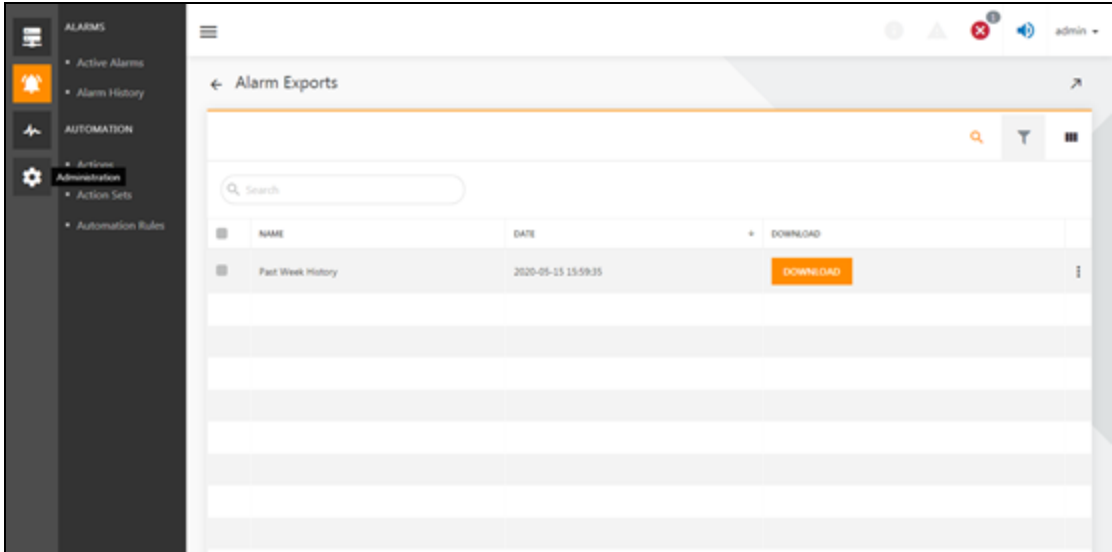 ALARMS
Active Alarms
Alarm History
AUTOMATION
Actions
Administration
Action Sets
Automation Rules
admin
Alarm Exports
Search
NAME DATE DOWNLOAD
Past Week History 2020-05-15 15:59:35 DOWNLOAD